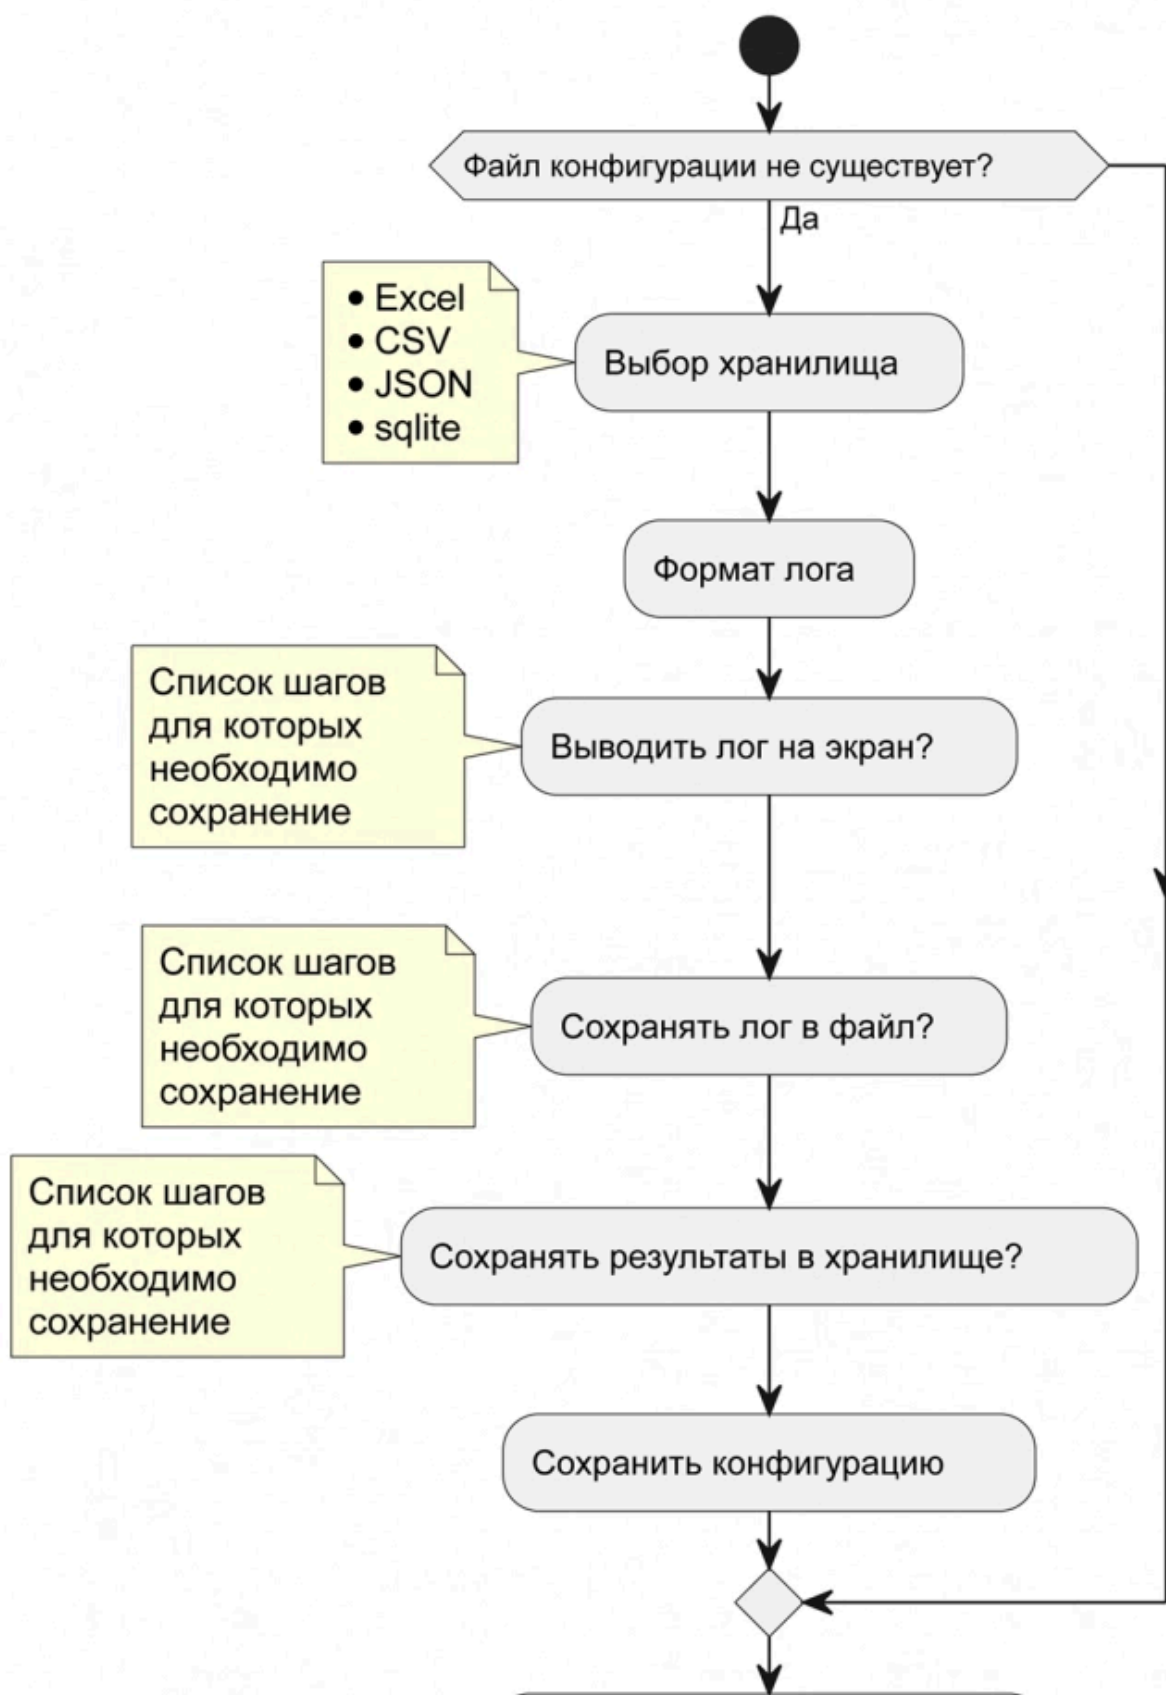 Файл конфигурации не существует?
Да
• Excel
• CSV
• JSON
• sqlite
Выбор хранилища
Формат лога
Список шагов
для которых
необходимо
сохранение
Выводить лог на экран?
Список шагов
для которых
необходимо
сохранение
Сохранять лог в файл?
Список шагов
для которых
необходимо
сохранение
Сохранять результаты в хранилище?
Сохранить конфигурацию